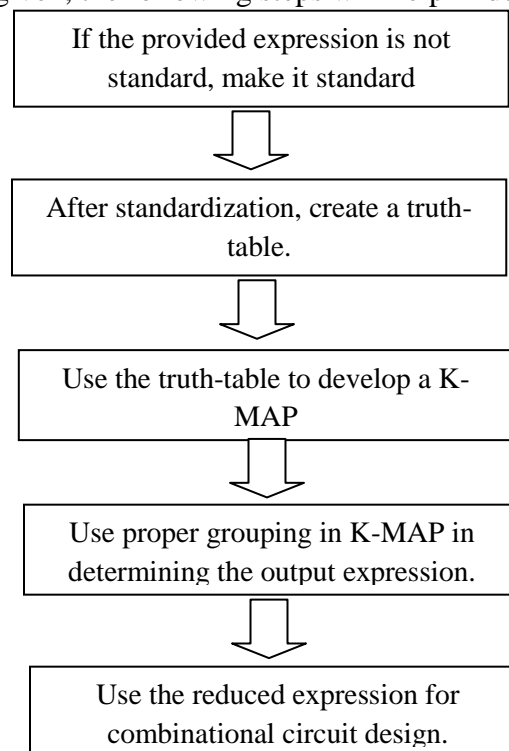 If the provided expression is not
standard, make it standard
After standardization, create a truth-
table.
Use the truth-table to develop a K-
MAP
Use proper grouping in K-MAP in
determining the output expression.
Use the reduced expression for
combinational circuit design.